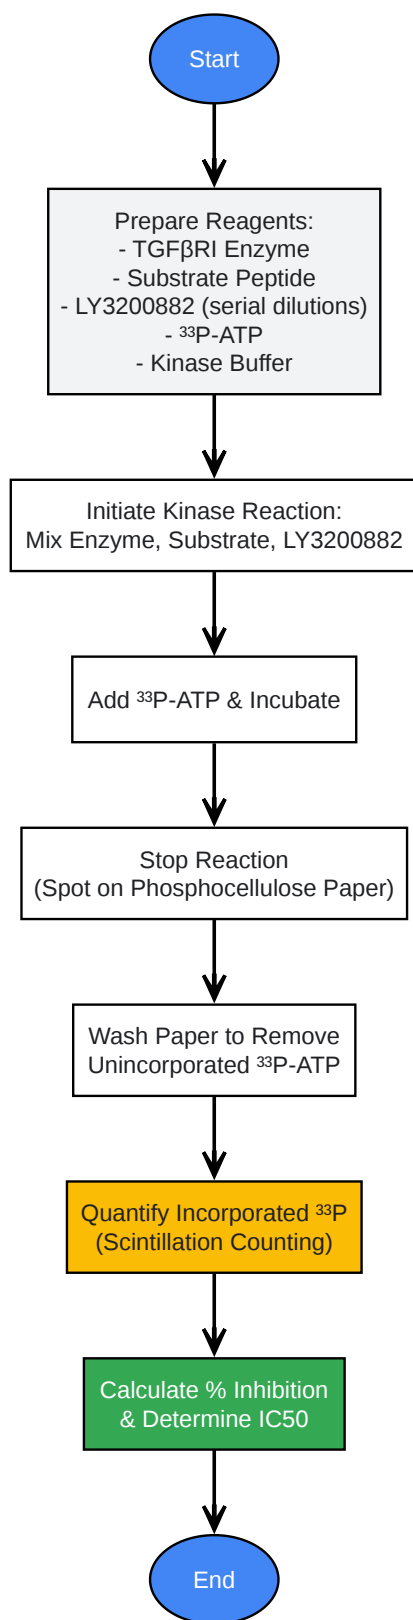 Start
Prepare Reagents:
- TGFβRI Enzyme
- Substrate Peptide
- LY3200882 (serial dilutions)
- ³³P-ATP
- Kinase Buffer
Initiate Kinase Reaction:
Mix Enzyme, Substrate, LY3200882
Add ³³P-ATP & Incubate
Stop Reaction
(Spot on Phosphocellulose Paper)
Wash Paper to Remove
Unincorporated ³³P-ATP
Quantify Incorporated ³³P
(Scintillation Counting)
Calculate % Inhibition
& Determine IC50
End